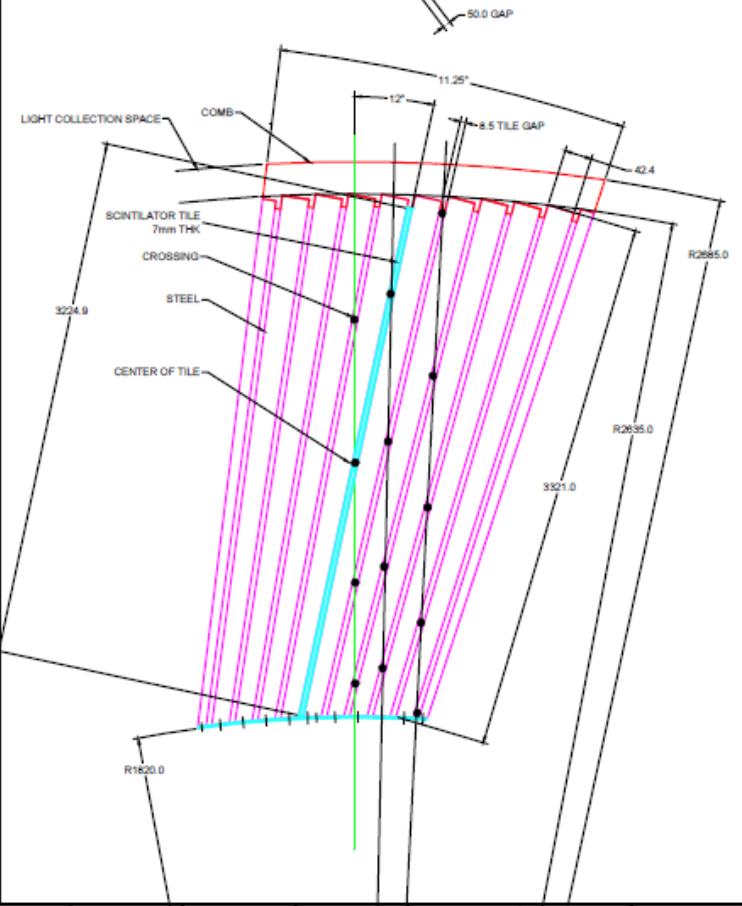 50.0 GAP
11.25°
12°
LIGHT COLLECTION SPACE
COMB
8.5 TILE GAP
42.4
SCINTILATOR TILE
7mm THK
CROSSING
R2685.0
STEEL
3224.9
CENTER OF TILE
R2635.0
3321.0
R1820.0